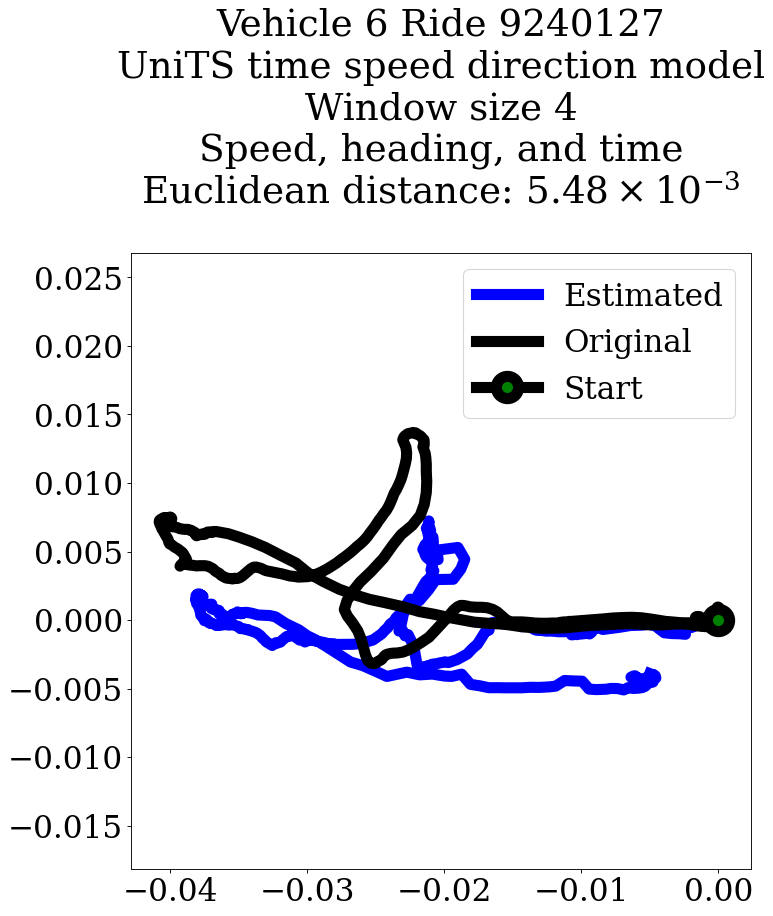 Vehicle 6 Ride 9240127
UniTS time speed direction model
Window size 4
Speed, heading, and time
Euclidean distance: 5.48 × 10⁻³
Estimated
Original
Start
0.025
0.020
0.015
0.010
0.005
0.000
−0.005
−0.010
−0.015
−0.04 −0.03 −0.02 −0.01 0.00